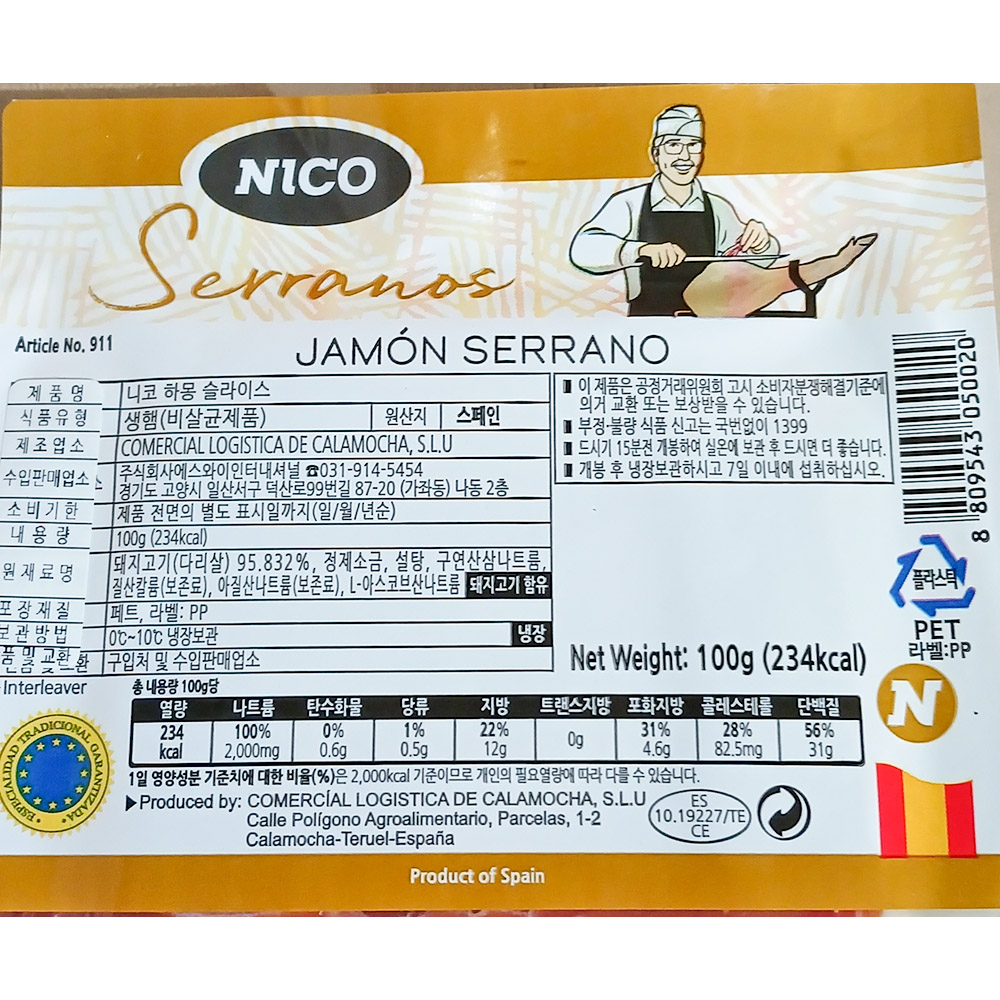 NICO
Serranos
Article No. 911
JAMÓN SERRANO
제품명 니코 하몽 슬라이스
식품유형 생햄(비살균제품) 원산지 스페인
제조업소 COMERCIAL LOGISTICA DE CALAMOCHA, S.L.U
수입판매업소 주식회사에스와이인터내셔널 ☎031-914-5454
경기도 고양시 일산서구 덕산로99번길 87-20 (가좌동) 나동 2층
소비기한 제품 전면의 별도 표시일까지(일/월/년순)
내용량 100g (234kcal)
원재료명 돼지고기(다리살) 95.832%, 정제소금, 설탕, 구연산삼나트륨,
질산칼륨(보존료), 아질산나트륨(보존료), L-아스코브산나트륨 돼지고기 함유
포장재질 페트, 라벨: PP
보관방법 0℃~10℃ 냉장보관 냉장
및 교환 구입처 및 수입판매업소
이 제품은 공정거래위원회 고시 소비자분쟁해결기준에
의거 교환 또는 보상받을 수 있습니다.
부정·불량 식품 신고는 국번없이 1399
드시기 15분전 개봉하여 실온에 보관 후 드시면 더 좋습니다.
개봉 후 냉장보관하시고 7일 이내에 섭취하십시오.
8 809543 050020
플라스틱
PET
라벨:PP
Net Weight: 100g (234kcal)
N
Interleaver
총 내용량 100g당
열량 나트륨 탄수화물 당류 지방 트랜스지방 포화지방 콜레스테롤 단백질
234 100% 0% 1% 22% 0g 31% 28% 56%
kcal 2,000mg 0.6g 0.5g 12g 4.6g 82.5mg 31g
1일 영양성분 기준치에 대한 비율(%)은 2,000kcal 기준이므로 개인의 필요열량에 따라 다를 수 있습니다.
ESPECIALIDAD TRADICIONAL GARANTIZADA
▶Produced by: COMERCÍAL LOGISTICA DE CALAMOCHA, S.L.U
Calle Polígono Agroalimentario, Parcelas, 1-2
Calamocha-Teruel-España
ES
10.19227/TE
CE
Product of Spain